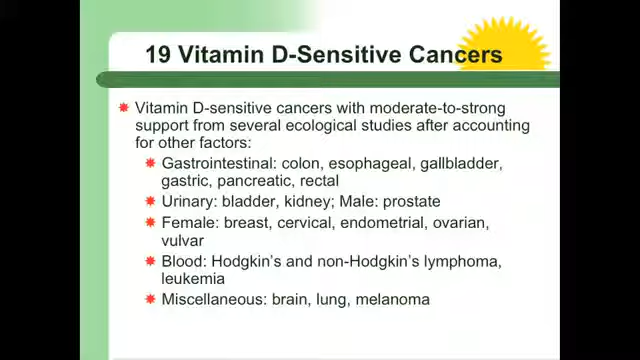 19 Vitamin D-Sensitive Cancers
Vitamin D-sensitive cancers with moderate-to-strong
support from several ecological studies after accounting
for other factors:
Gastrointestinal: colon, esophageal, gallbladder,
gastric, pancreatic, rectal
Urinary: bladder, kidney; Male: prostate
Female: breast, cervical, endometrial, ovarian,
vulvar
Blood: Hodgkin's and non-Hodgkin's lymphoma,
leukemia
Miscellaneous: brain, lung, melanoma